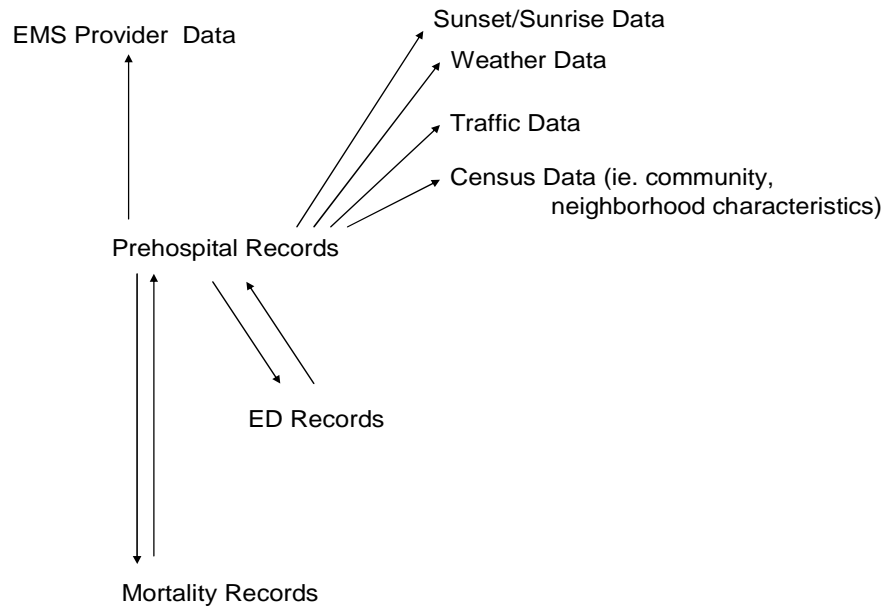 Sunset/Sunrise Data
EMS Provider Data
Weather Data
Traffic Data
Census Data (ie. community,
neighborhood characteristics)
Prehospital Records
ED Records
Mortality Records